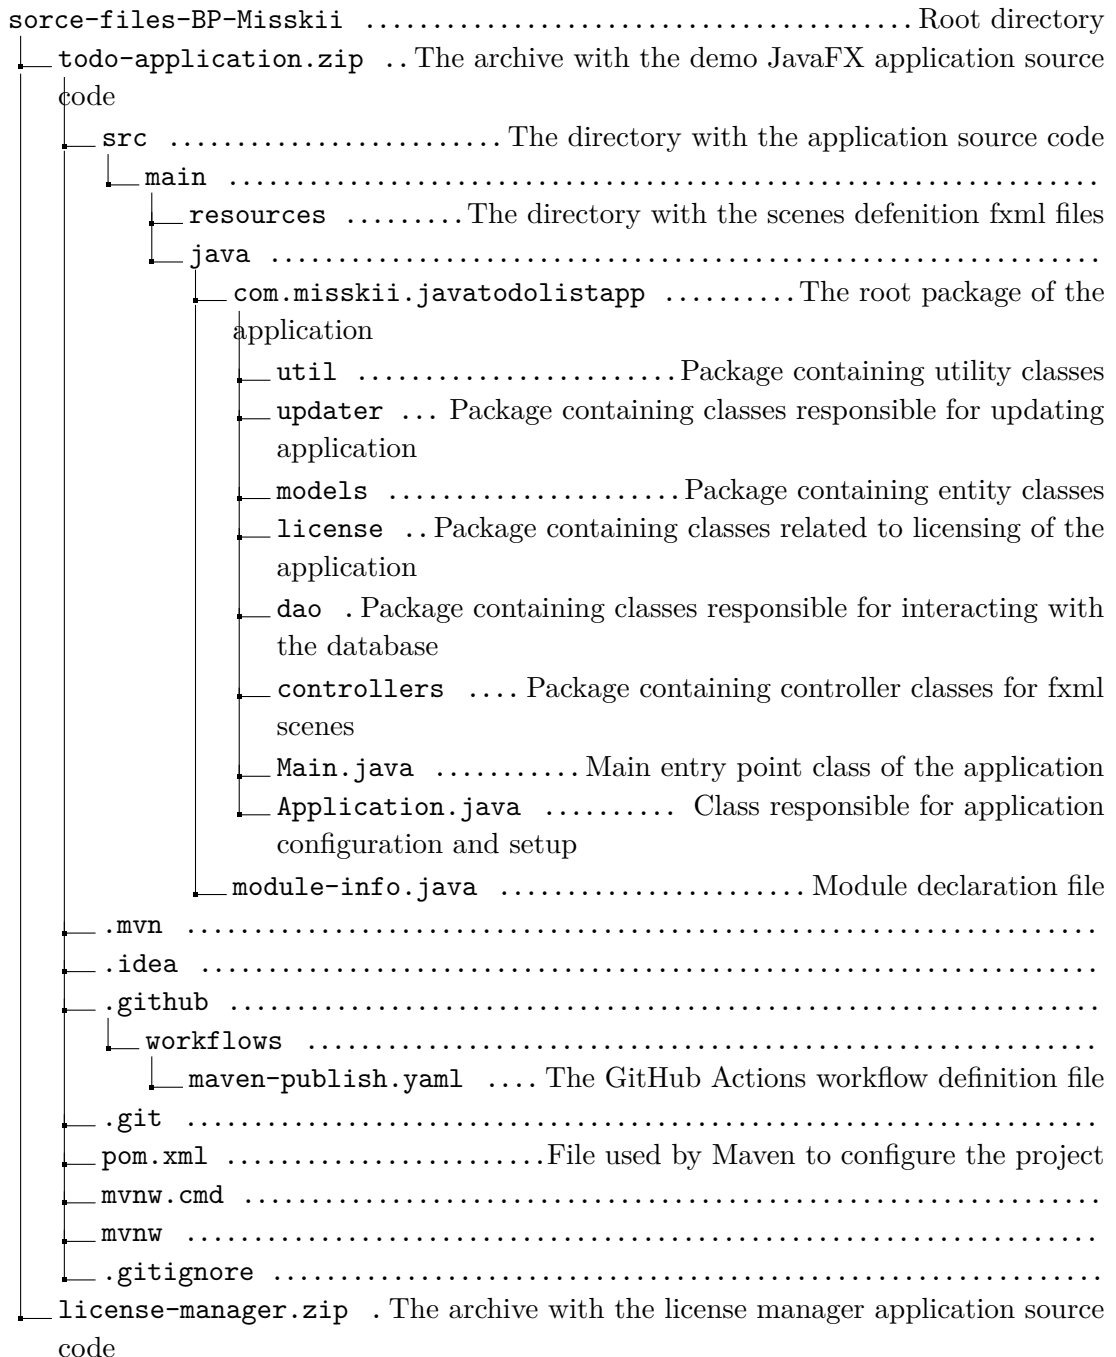 sorce-files-BP-Misskii ........................................ Root directory
todo-application.zip .. The archive with the demo JavaFX application source
code
src ......................... The directory with the application source code
main ................................................................
resources ......... The directory with the scenes defenition fxml files
java .............................................................
com.misskii.javatodolistapp .......... The root package of the
application
util ........................ Package containing utility classes
updater ... Package containing classes responsible for updating
application
models ...................... Package containing entity classes
license .. Package containing classes related to licensing of the
application
dao . Package containing classes responsible for interacting with
the database
controllers .... Package containing controller classes for fxml
scenes
Main.java ........... Main entry point class of the application
Application.java .......... Class responsible for application
configuration and setup
module-info.java ....................... Module declaration file
.mvn ...................................................................
.idea ..................................................................
.github ................................................................
workflows ..........................................................
maven-publish.yaml .... The GitHub Actions workflow definition file
.git ...................................................................
pom.xml ........................ File used by Maven to configure the project
mvnw.cmd ...............................................................
mvnw ...................................................................
.gitignore .............................................................
license-manager.zip . The archive with the license manager application source
code